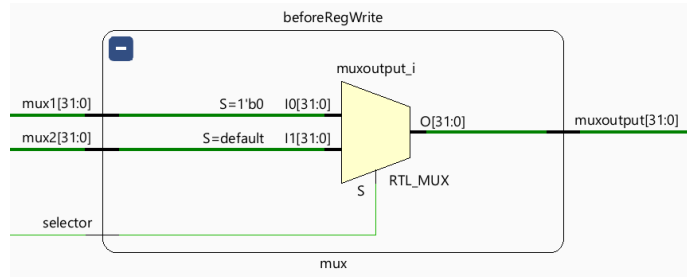 beforeRegWrite
muxoutput_i
mux1[31:0] S=1'b0 I0[31:0]
O[31:0] muxoutput[31:0]
mux2[31:0] S=default I1[31:0]
S RTL_MUX
selector
mux